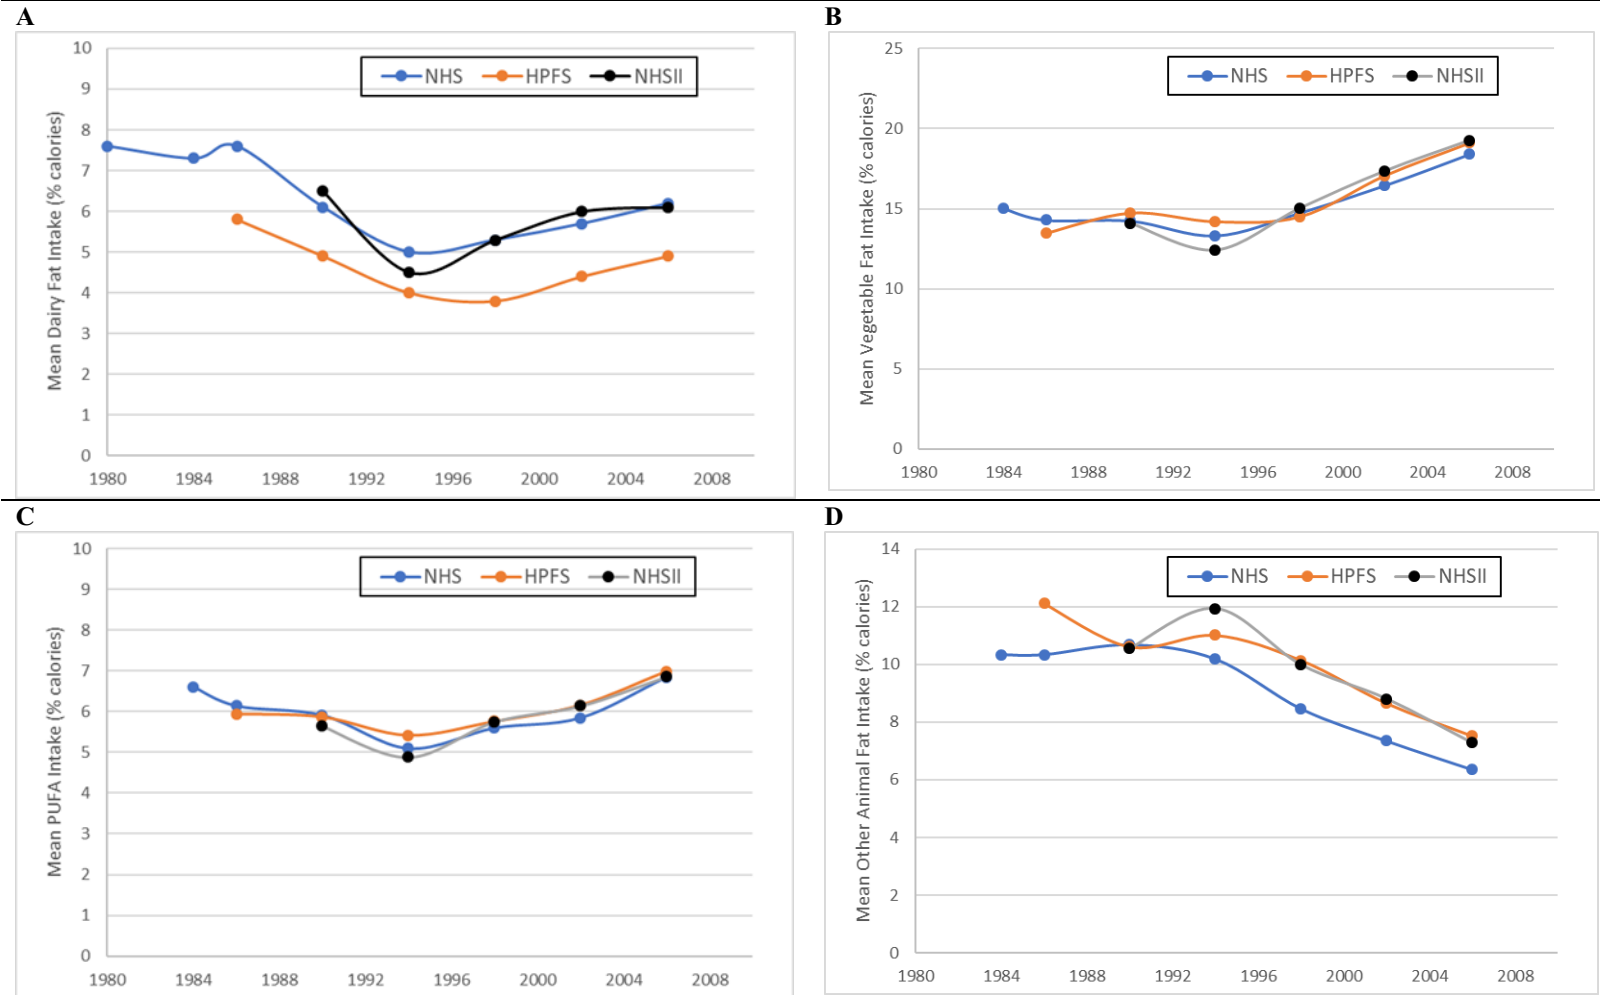 A
Mean Dairy Fat Intake (% calories)
10
9
8
7
6
5
4
3
2
1
0
NHS HPFS NHSII
1980 1984 1988 1992 1996 2000 2004 2008
B
Mean Vegetable Fat Intake (% calories)
25
20
15
10
5
0
NHS HPFS NHSII
1980 1984 1988 1992 1996 2000 2004 2008
C
Mean PUFA Intake (% calories)
10
9
8
7
6
5
4
3
2
1
0
NHS HPFS NHSII
1980 1984 1988 1992 1996 2000 2004 2008
D
Mean Other Animal Fat Intake (% calories)
14
12
10
8
6
4
2
0
NHS HPFS NHSII
1980 1984 1988 1992 1996 2000 2004 2008